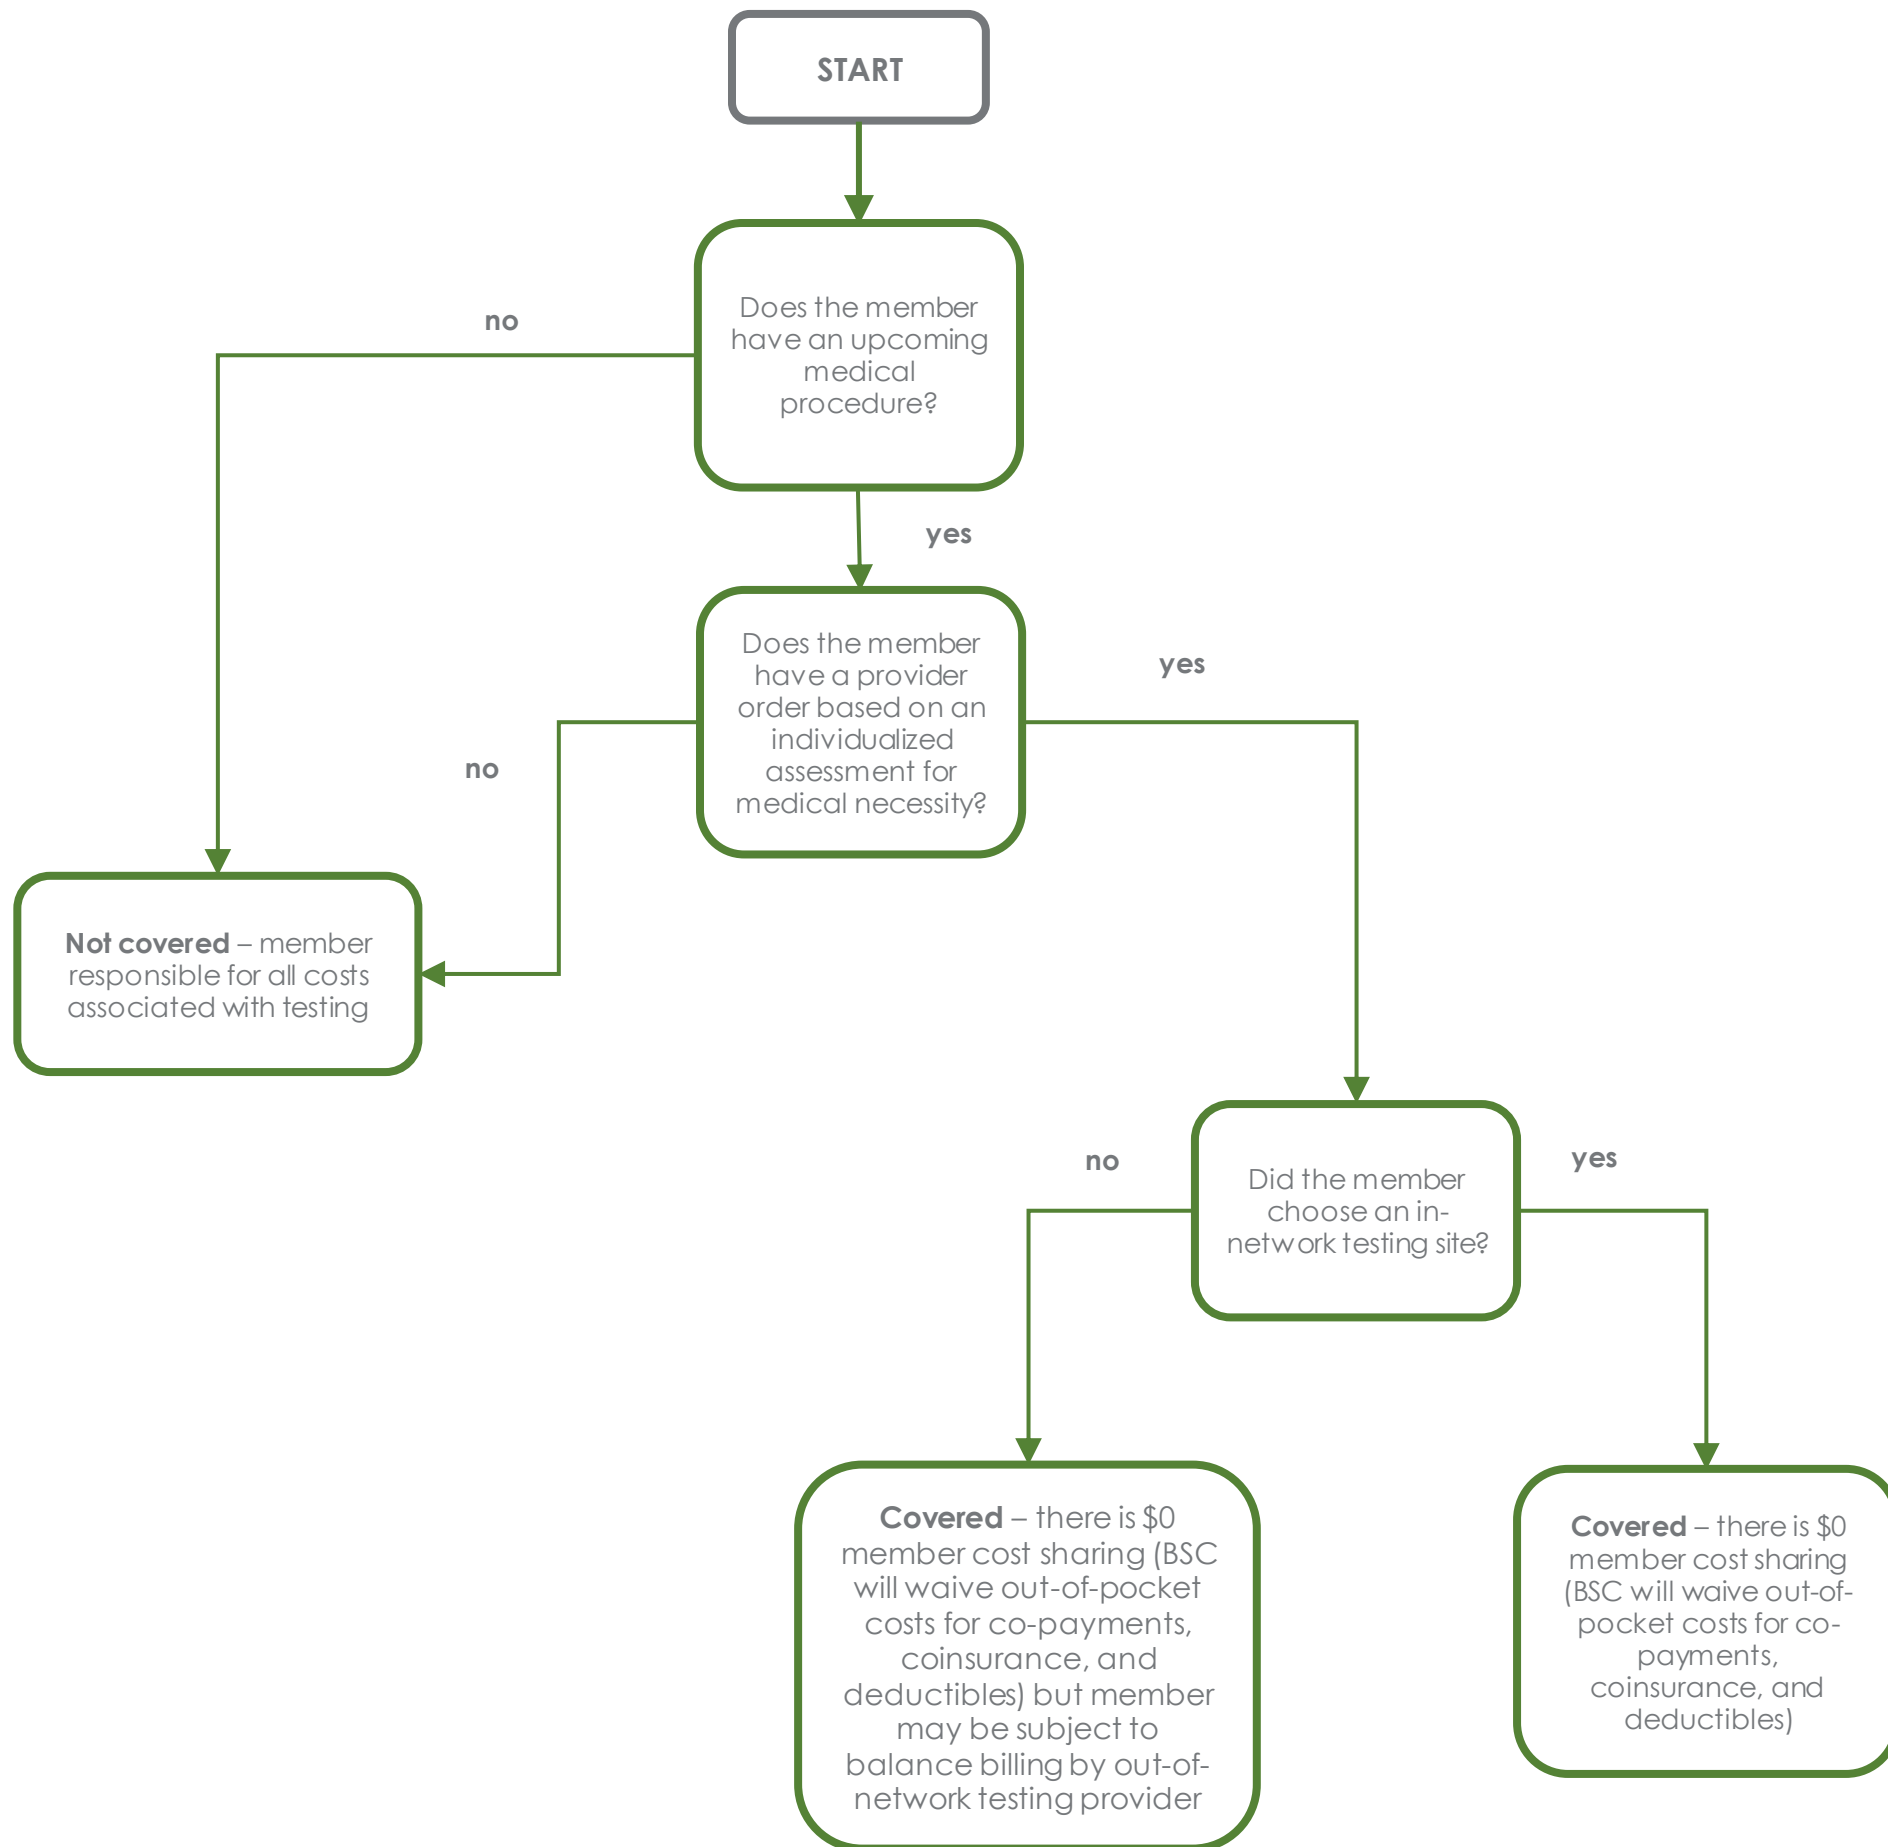 START
no
Does the member
have an upcoming
medical
procedure?
yes
Does the member
have a provider
order based on an
individualized
assessment for
medical necessity?
yes
no
Not covered – member
responsible for all costs
associated with testing
no
yes
Did the member
choose an in-
network testing site?
Covered – there is $0
member cost sharing (BSC
will waive out-of-pocket
costs for co-payments,
coinsurance, and
deductibles) but member
may be subject to
balance billing by out-of-
network testing provider
Covered – there is $0
member cost sharing
(BSC will waive out-of-
pocket costs for co-
payments,
coinsurance, and
deductibles)